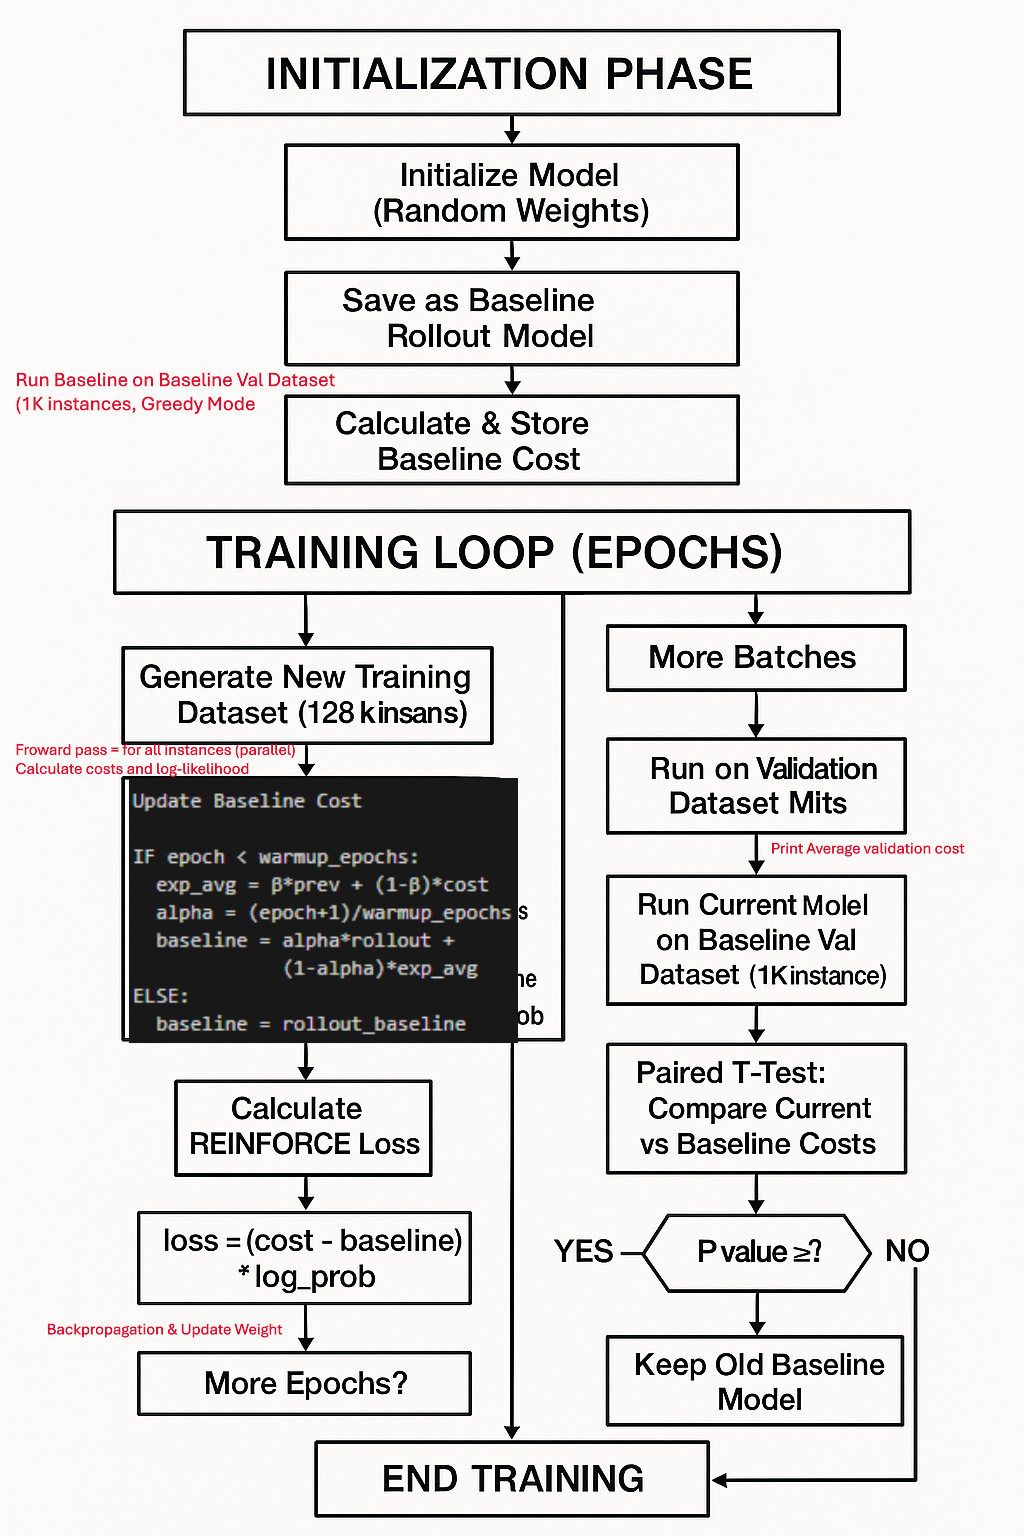 INITIALIZATION PHASE
Initialize Model
(Random Weights)
Save as Baseline
Rollout Model
Run Baseline on Baseline Val Dataset
(1K instances, Greedy Mode
Calculate & Store
Baseline Cost
TRAINING LOOP (EPOCHS)
Generate New Training
Dataset (128 kinsans)
Froward pass = for all instances (parallel)
Calculate costs and log-likelihood
Update Baseline Cost
IF epoch < warmup_epochs:
exp_avg = β*prev + (1-β)*cost
alpha = (epoch+1)/warmup_epochs
baseline = alpha*rollout +
(1-alpha)*exp_avg
ELSE:
baseline = rollout_baseline
Calculate
REINFORCE Loss
loss = (cost - baseline)
* log_prob
Backpropagation & Update Weight
More Epochs?
More Batches
Run on Validation
Dataset Mits
Print Average validation cost
Run Current Molel
on Baseline Val
Dataset (1K instance)
Paired T-Test:
Compare Current
vs Baseline Costs
YES
P value ≥?
NO
Keep Old Baseline
Model
END TRAINING